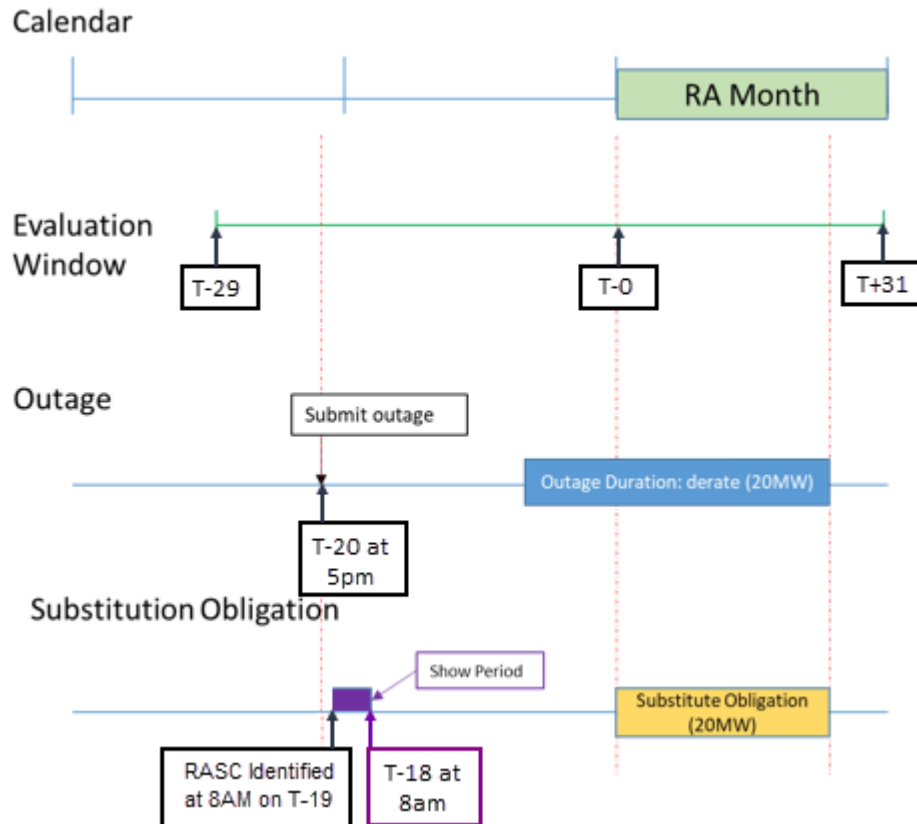 Calendar
RA Month
Evaluation
Window
T-29
T-0
T+31
Outage
Submit outage
Outage Duration: derate (20MW)
T-20 at
5pm
Substitution Obligation
Show Period
Substitute Obligation
(20MW)
RASC Identified
at 8AM on T-19
T-18 at
8am